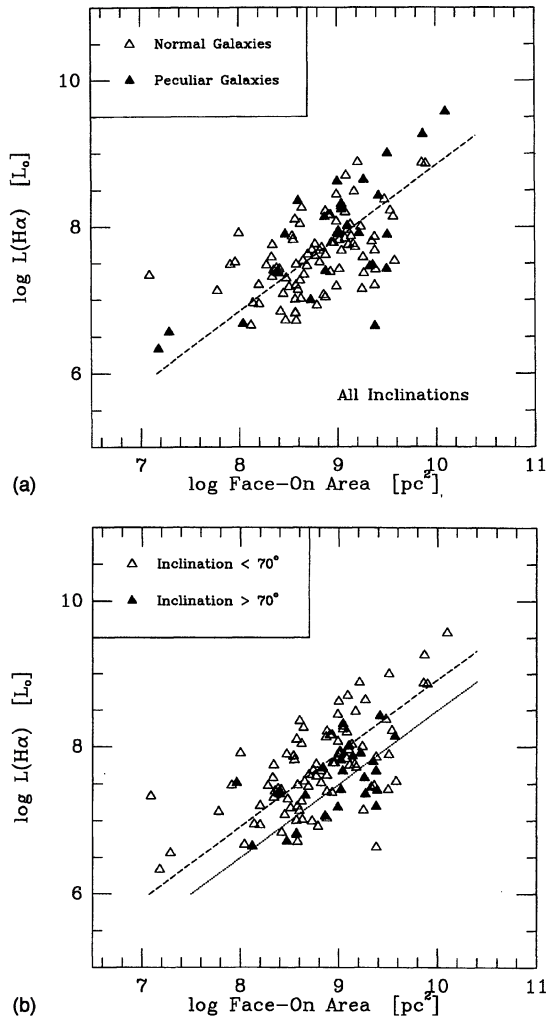 △ Normal Galaxies
▲ Peculiar Galaxies
10
8
6
log L(Hα) [L₀]
All Inclinations
7 8 9 10 11
(a)
log Face-On Area [pc²]
△ Inclination < 70°
▲ Inclination > 70°
10
8
6
log L(Hα) [L₀]
7 8 9 10 11
(b)
log Face-On Area [pc²]